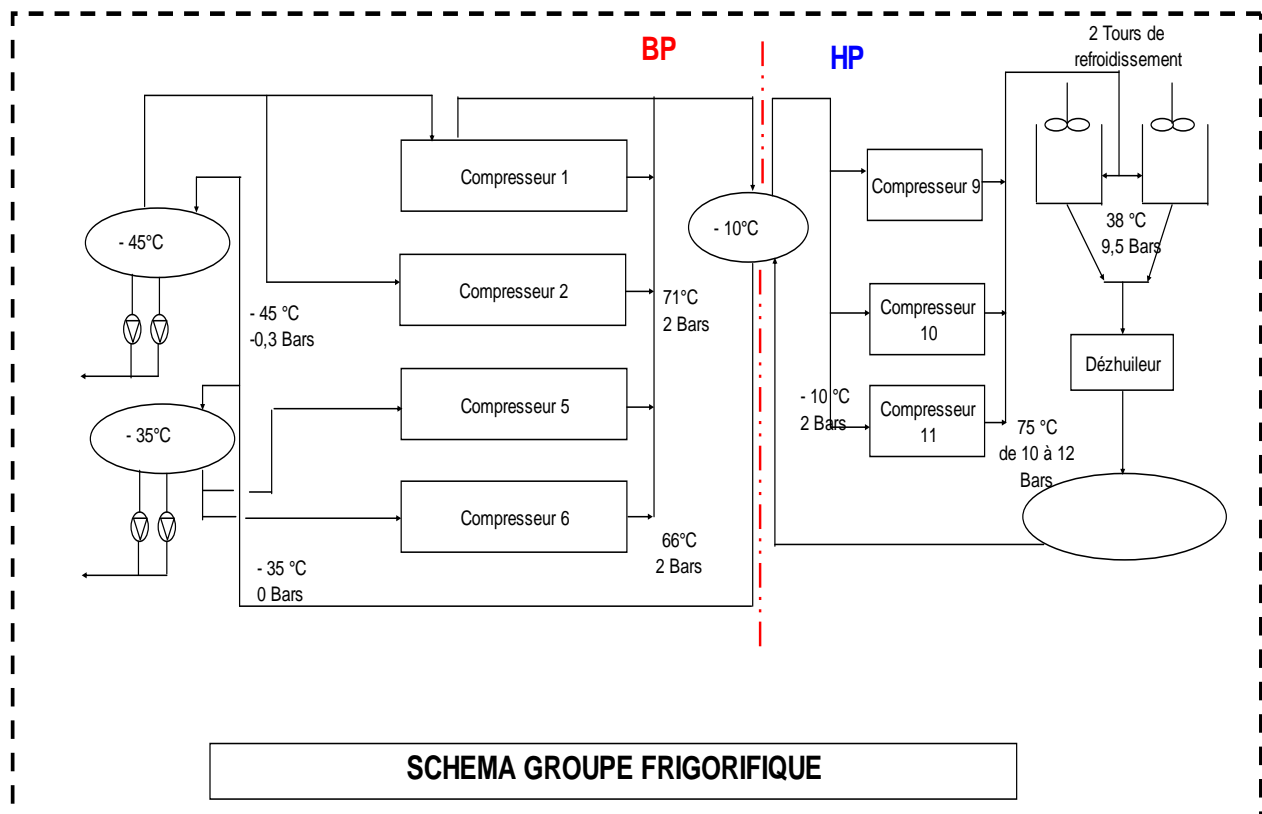 2 Tours de
refroidissement
BP
HP
Compresseur 1
Compresseur 9
- 45°C
- 10°C
38 °C
9,5 Bars
Compresseur 2
71°C
2 Bars
- 45 °C
-0,3 Bars
Compresseur
10
Dézhuileur
Compresseur 5
- 10 °C
2 Bars
Compresseur
11
- 35°C
75 °C
de 10 à 12
Bars
Compresseur 6
66°C
2 Bars
- 35 °C
0 Bars
SCHEMA GROUPE FRIGORIFIQUE